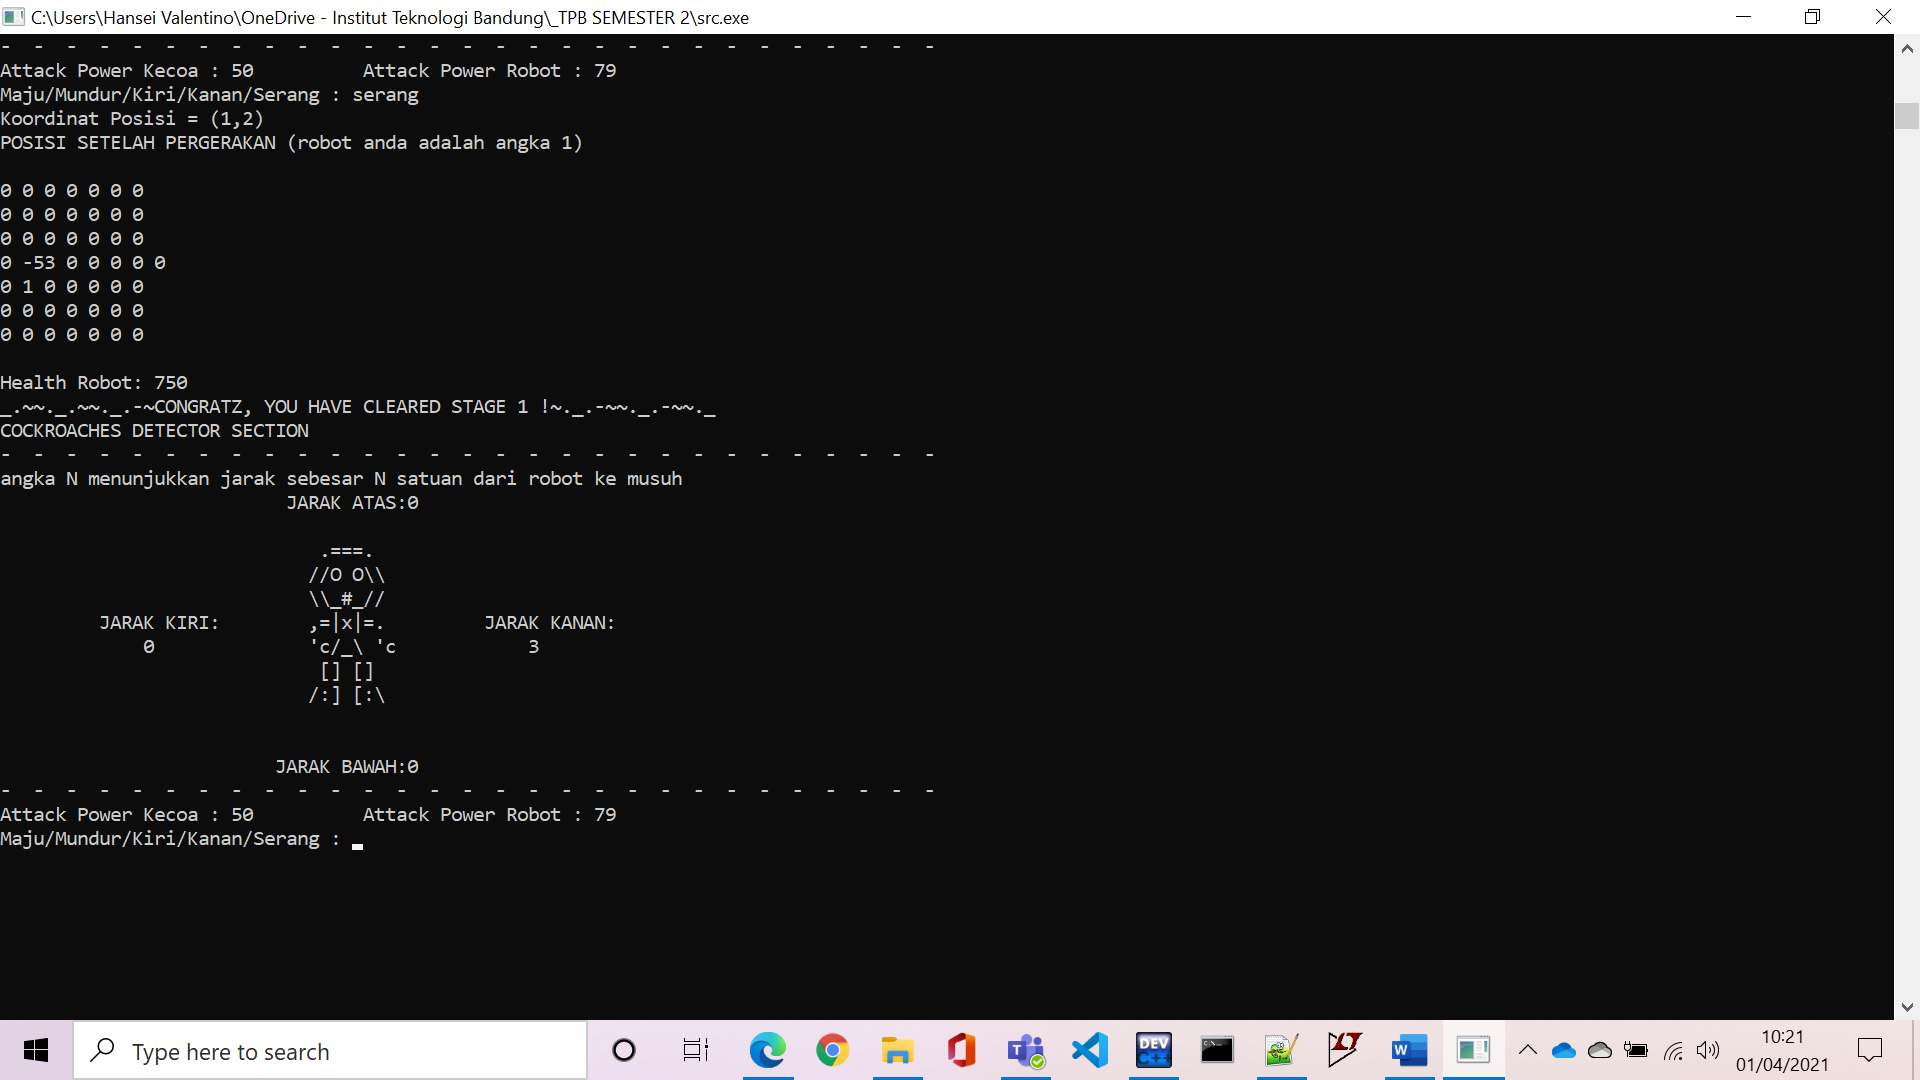 C:\Users\Hansei Valentino\OneDrive - Institut Teknologi Bandung\_TPB SEMESTER 2\src.exe
- - - - - - - - - - - - - - - - - - - - - - - - - - - - -
Attack Power Kecoa : 50          Attack Power Robot : 79
Maju/Mundur/Kiri/Kanan/Serang : serang
Koordinat Posisi = (1,2)
POSISI SETELAH PERGERAKAN (robot anda adalah angka 1)
0 0 0 0 0 0 0
0 0 0 0 0 0 0
0 0 0 0 0 0 0
0 -53 0 0 0 0 0
0 1 0 0 0 0 0
0 0 0 0 0 0 0
0 0 0 0 0 0 0
Health Robot: 750
_.~~._.~~._.-~CONGRATZ, YOU HAVE CLEARED STAGE 1 !~._.-~~._.-~~._
COCKROACHES DETECTOR SECTION
- - - - - - - - - - - - - - - - - - - - - - - - - - - - -
angka N menunjukkan jarak sebesar N satuan dari robot ke musuh
JARAK ATAS:0
.===.
//O O\\
\\_#_//
JARAK KIRI:        ,=|x|=.         JARAK KANAN:
0              'c/_\ 'c            3
[] []
/:] [:\
JARAK BAWAH:0
- - - - - - - - - - - - - - - - - - - - - - - - - - - - -
Attack Power Kecoa : 50          Attack Power Robot : 79
Maju/Mundur/Kiri/Kanan/Serang : _
Type here to search
DEV C++
10:21
01/04/2021